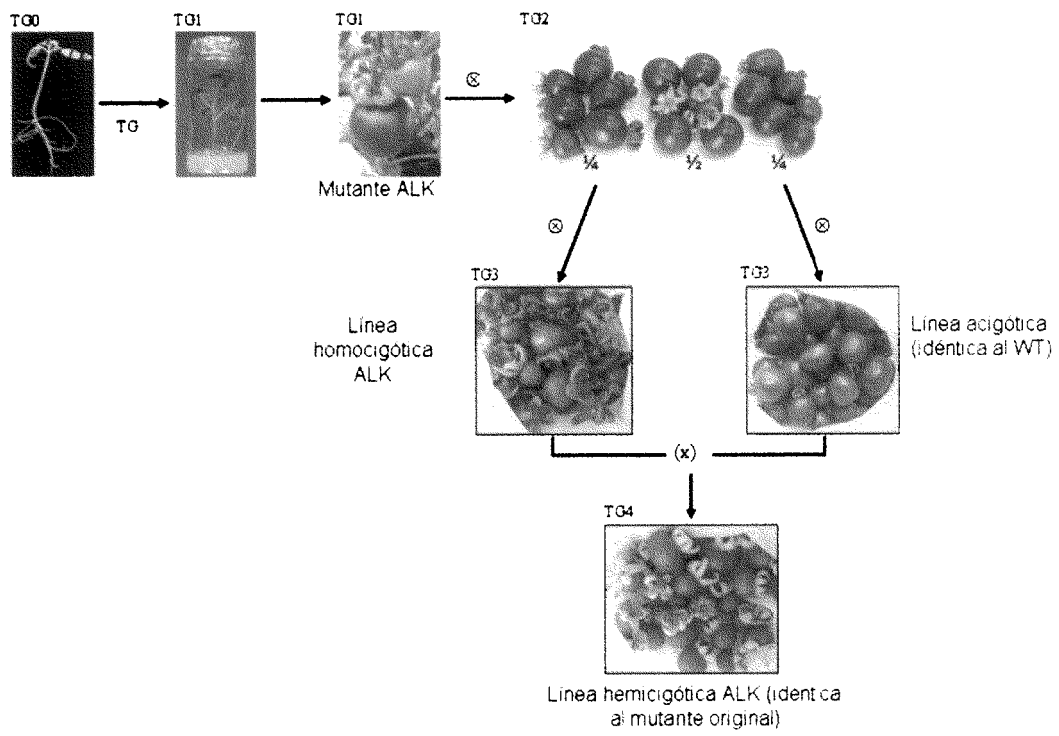 TG0
TG1
TG1
TG2
TG
⊗
Mutante ALK
¼
½
¼
⊗
⊗
TG3
TG3
Línea
homocigótica
ALK
Línea acigótica
(idéntica al WT)
(x)
TG4
Línea hemicigótica ALK (identica
al mutante original)